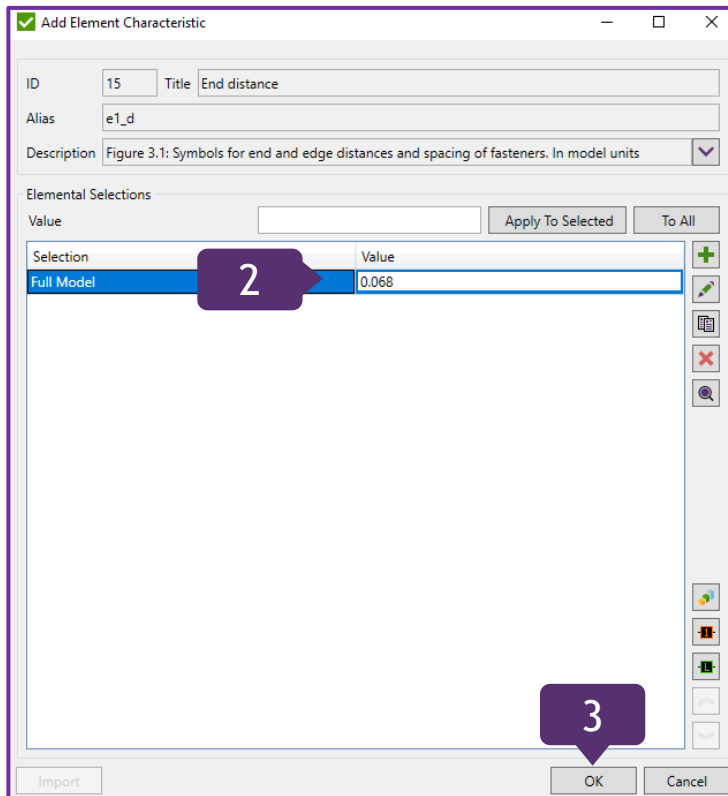 Add Element Characteristic
ID 15 Title End distance
Alias e1_d
Description Figure 3.1: Symbols for end and edge distances and spacing of fasteners. In model units
Elemental Selections
Value Apply To Selected To All
Selection Value
Full Model 2 0.068
1
L
3
Import OK Cancel